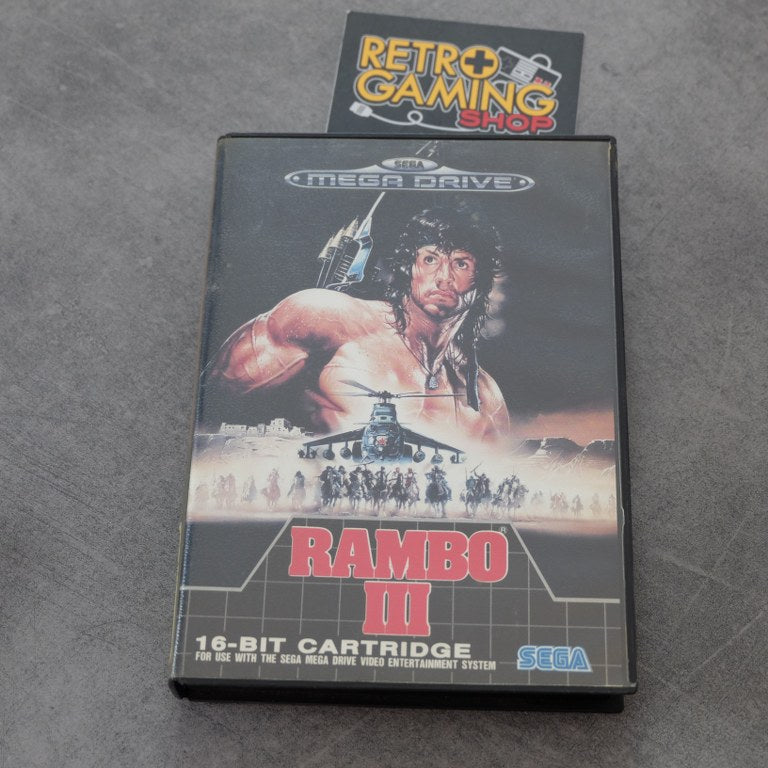 RETRO
GAMING
SHOP
SEGA
MEGA DRIVE
RAMBO
III
16-BIT CARTRIDGE
FOR USE WITH THE SEGA MEGA DRIVE VIDEO ENTERTAINMENT SYSTEM
SEGA